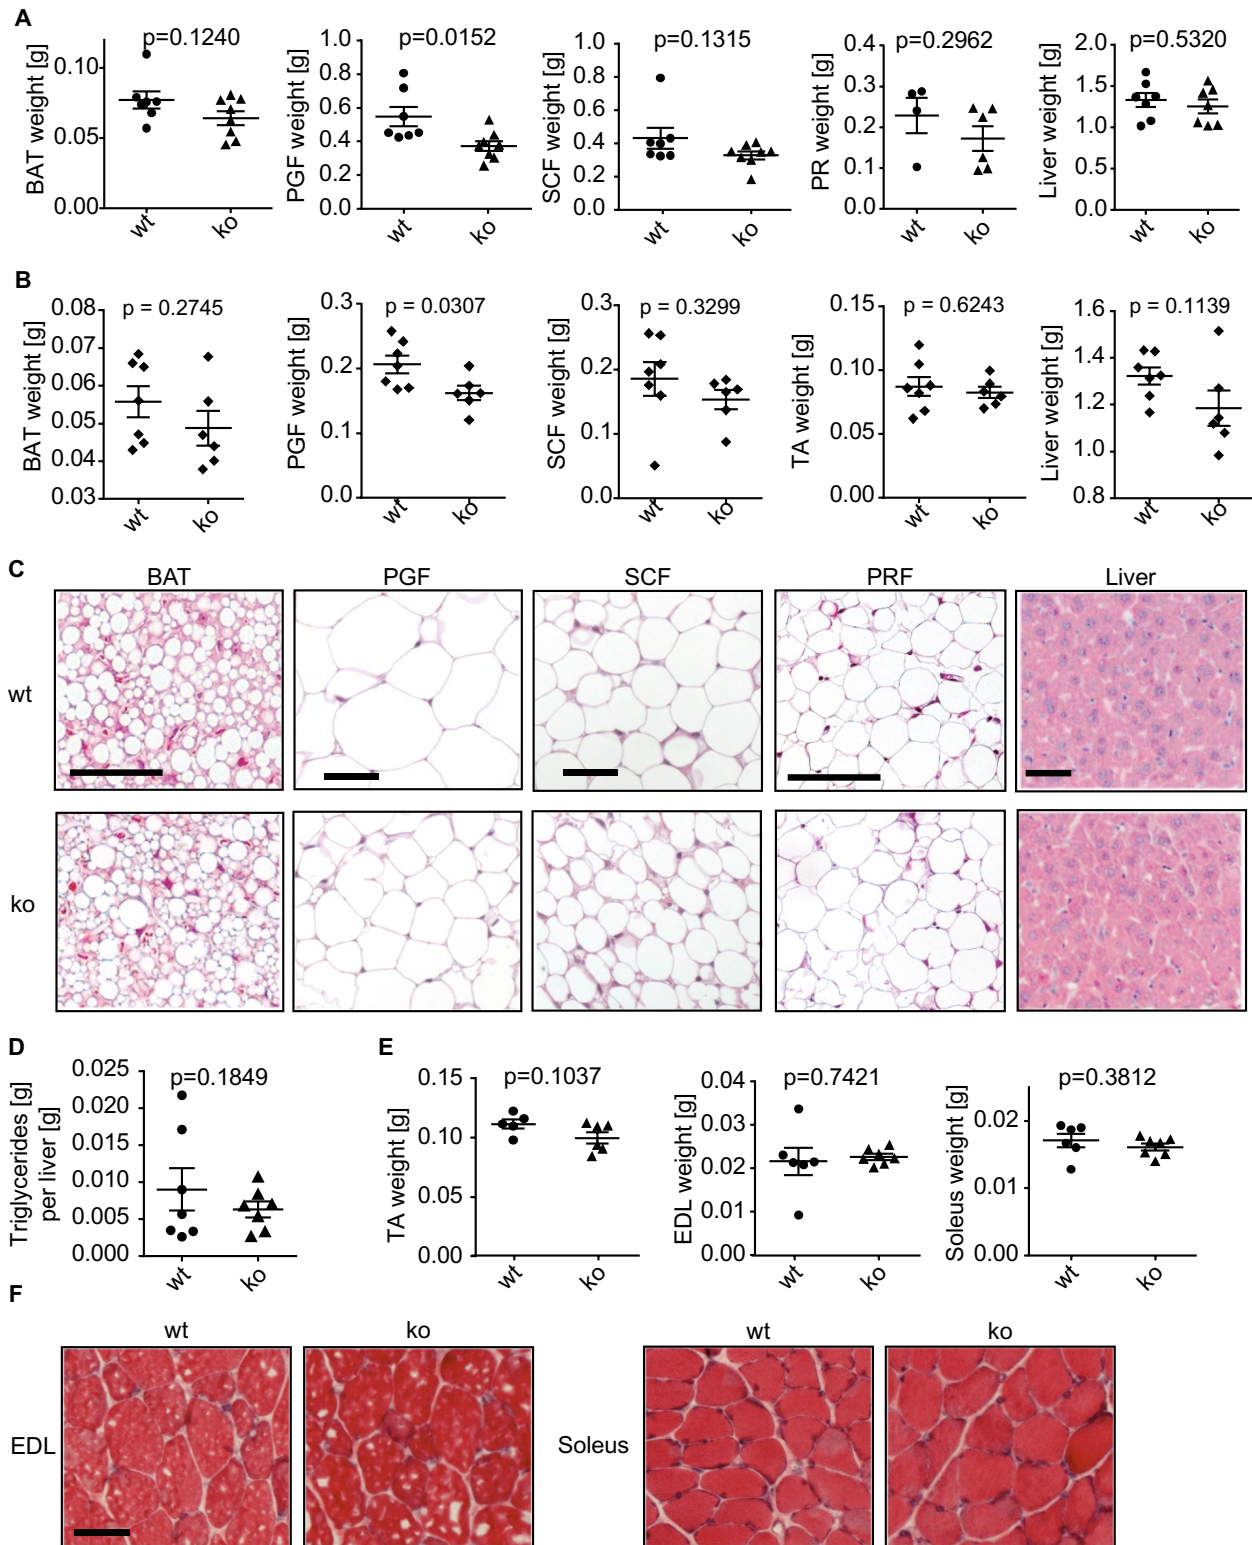 A
p=0.1240
BAT weight [g]
0.10
0.05
0.00
wt
ko
p=0.0152
PGF weight [g]
1.0
0.8
0.6
0.4
0.2
0.0
wt
ko
p=0.1315
SCF weight [g]
1.0
0.8
0.6
0.4
0.2
0.0
wt
ko
p=0.2962
PR weight [g]
0.4
0.3
0.2
0.1
0.0
wt
ko
p=0.5320
Liver weight [g]
2.0
1.5
1.0
0.5
0.0
wt
ko
B
p = 0.2745
BAT weight [g]
0.08
0.07
0.06
0.05
0.04
0.03
wt
ko
p = 0.0307
PGF weight [g]
0.3
0.2
0.1
0.0
wt
ko
p = 0.3299
SCF weight [g]
0.3
0.2
0.1
0.0
wt
ko
p = 0.6243
TA weight [g]
0.15
0.10
0.05
0.00
wt
ko
p = 0.1139
Liver weight [g]
1.6
1.4
1.2
1.0
0.8
wt
ko
C
BAT PGF SCF PRF Liver
wt
ko
D
p=0.1849
Triglycerides [g]
per liver [g]
0.025
0.020
0.015
0.010
0.005
0.000
wt
ko
E
p=0.1037
TA weight [g]
0.15
0.10
0.05
0.00
wt
ko
p=0.7421
EDL weight [g]
0.04
0.03
0.02
0.01
0.00
wt
ko
p=0.3812
Soleus weight [g]
0.02
0.01
0.00
wt
ko
F
wt ko wt ko
EDL
Soleus